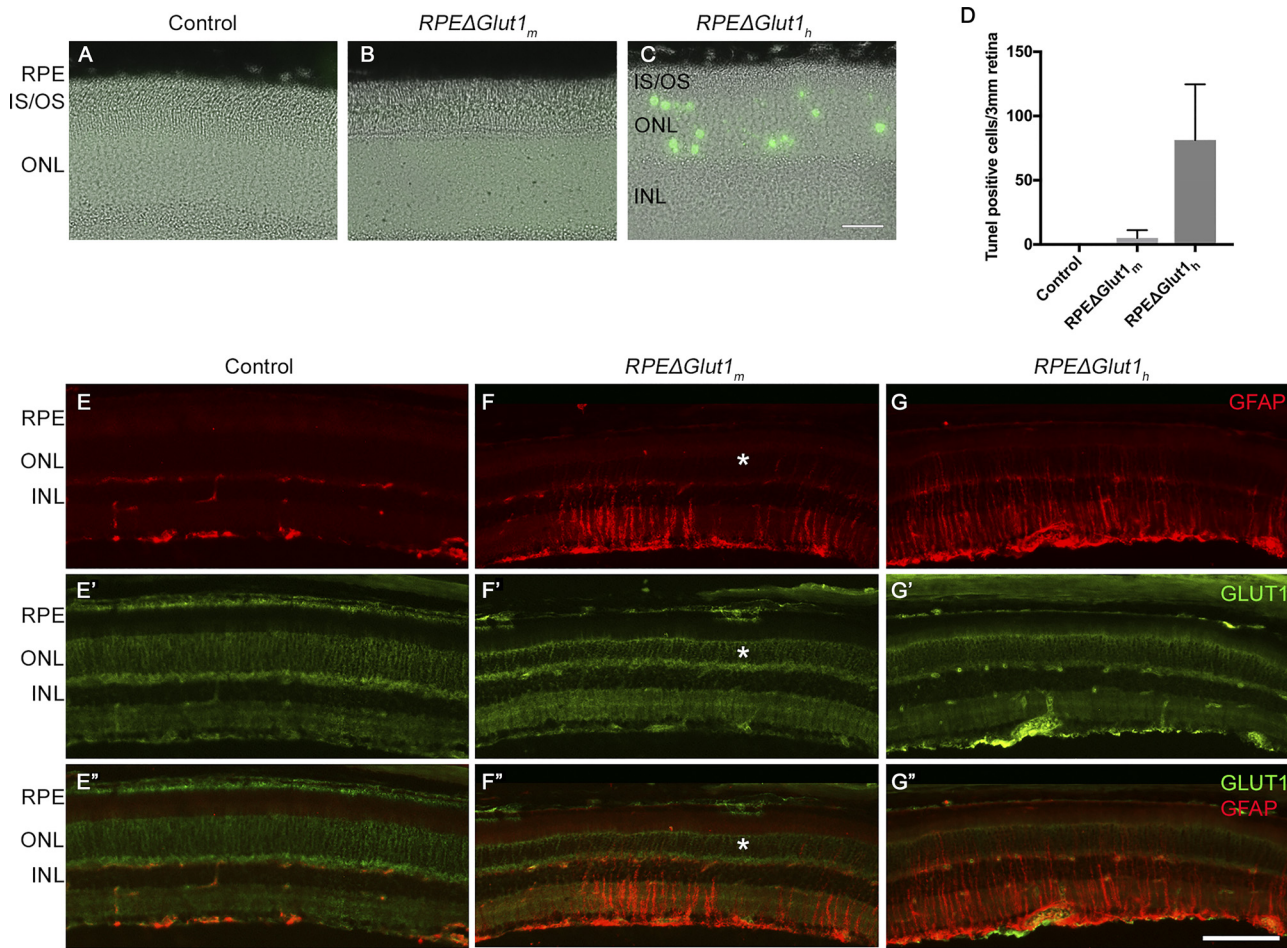 Control
RPEΔGlut1m
RPEΔGlut1h
D
A
B
C
RPE
IS/OS
ONL
IS/OS
ONL
INL
Tunel positive cells/3mm retina
150
100
50
0
Control
RPEΔGlut1m
RPEΔGlut1h
Control
RPEΔGlut1m
RPEΔGlut1h
E
F
G
GFAP
RPE
ONL
INL
*
E’
F’
G’
GLUT1
RPE
ONL
INL
*
E”
F”
G”
GLUT1
GFAP
RPE
ONL
INL
*